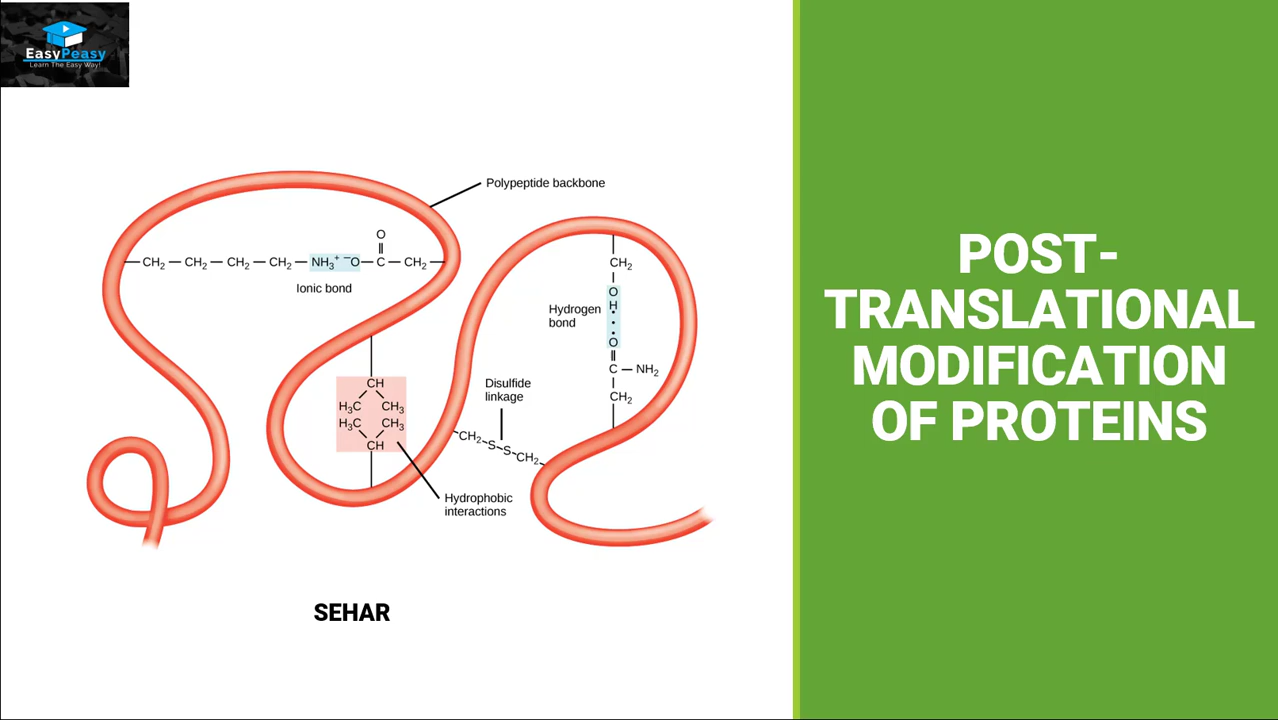 EasyPeasy
Learn The Easy Way!
Polypeptide backbone
O
CH₂ — CH₂ — CH₂ — CH₂ — NH₃⁺ ⁻O — C — CH₂
Ionic bond
CH₂
O
H
Hydrogen
bond
O
C — NH₂
CH₂
CH
H₃C CH₃
H₃C CH₃
CH
Disulfide
linkage
CH₂
S
S
CH₂
Hydrophobic
interactions
SEHAR
POST-
TRANSLATIONAL
MODIFICATION
OF PROTEINS